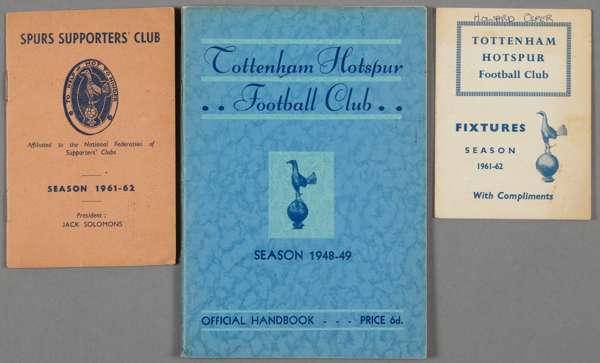 SPURS SUPPORTERS' CLUB
Affiliated to the National Federation of
Supporters' Clubs
SEASON 1961-62
President :
JACK SOLOMONS
Tottenham Hotspur
. . Football Club . .
SEASON 1948-49
OFFICIAL HANDBOOK - - - PRICE 6d.
TOTTENHAM
HOTSPUR
Football Club
FIXTURES
SEASON
1961-62
With Compliments